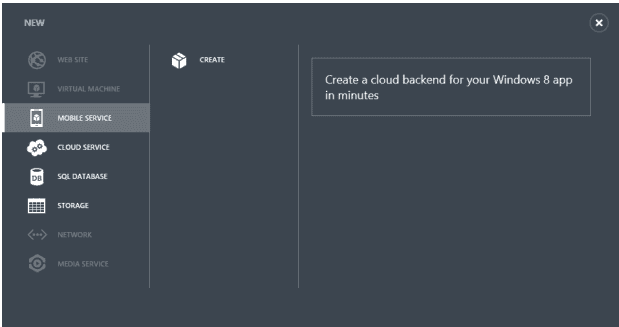 NEW
WEB SITE
VIRTUAL MACHINE
MOBILE SERVICE
CLOUD SERVICE
DB
SQL DATABASE
STORAGE
NETWORK
MEDIA SERVICE
CREATE
Create a cloud backend for your Windows 8 app
in minutes